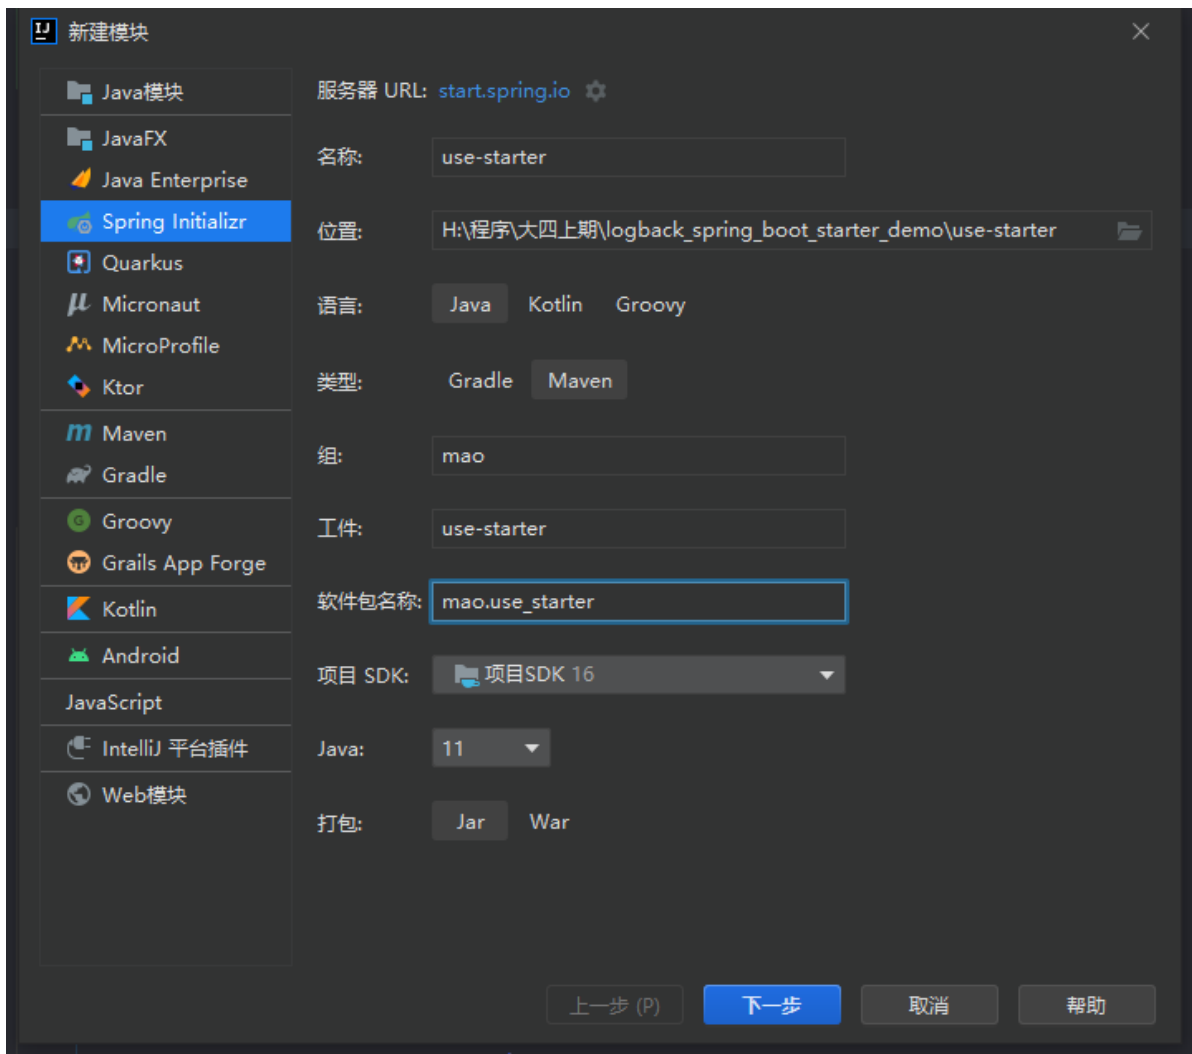 新建模块
Java模块
JavaFX
Java Enterprise
Spring Initializr
Quarkus
Micronaut
MicroProfile
Ktor
Maven
Gradle
Groovy
Grails App Forge
Kotlin
Android
JavaScript
IntelliJ 平台插件
Web模块
服务器 URL: start.spring.io
名称: use-starter
位置: H:\程序\大四上期\logback_spring_boot_starter_demo\use-starter
语言: Java Kotlin Groovy
类型: Gradle Maven
组: mao
工件: use-starter
软件包名称: mao.use_starter
项目 SDK: 项目SDK 16
Java: 11
打包: Jar War
上一步 (P) 下一步 取消 帮助